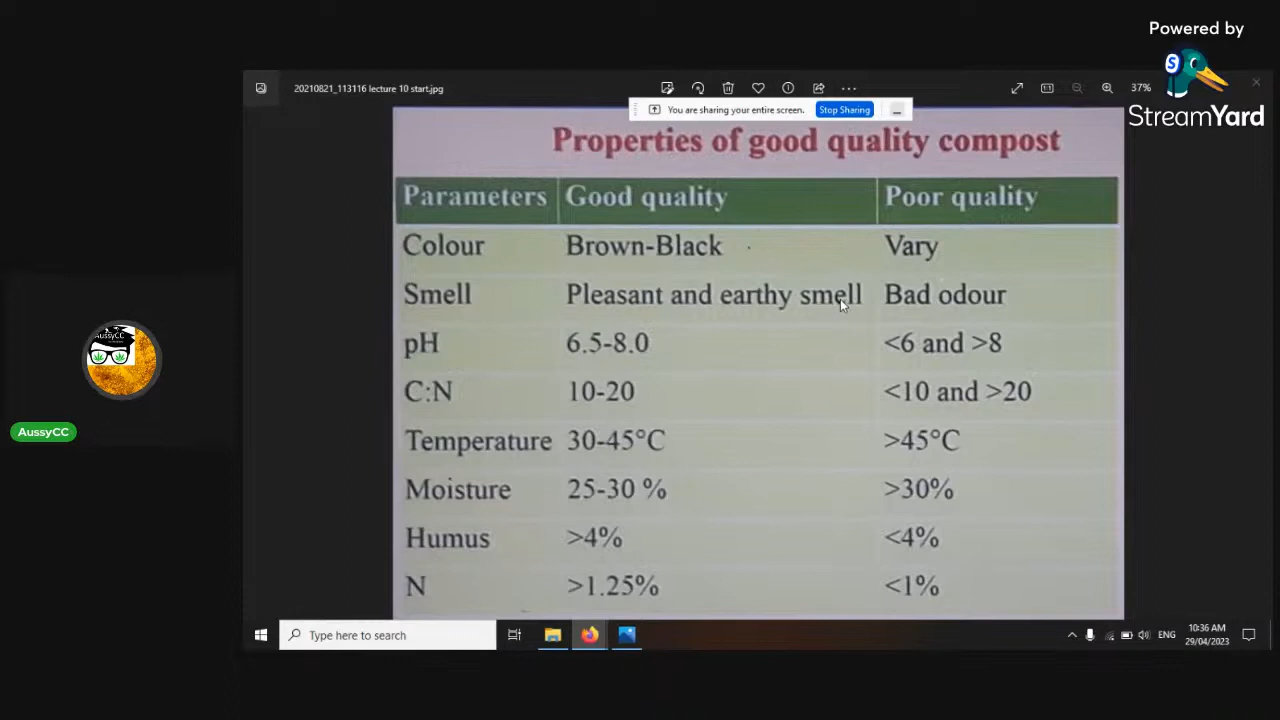 Powered by
StreamYard
20210821_113116 lecture 10 start.jpg
37%
You are sharing your entire screen.
Stop Sharing
Properties of good quality compost
Parameters Good quality Poor quality
Colour Brown-Black Vary
Smell Pleasant and earthy smell Bad odour
pH 6.5-8.0 <6 and >8
C:N 10-20 <10 and >20
Temperature 30-45°C >45°C
Moisture 25-30 % >30%
Humus >4% <4%
N >1.25% <1%
AussyCC
AussyCC
Type here to search
ENG
10:36 AM
29/04/2023